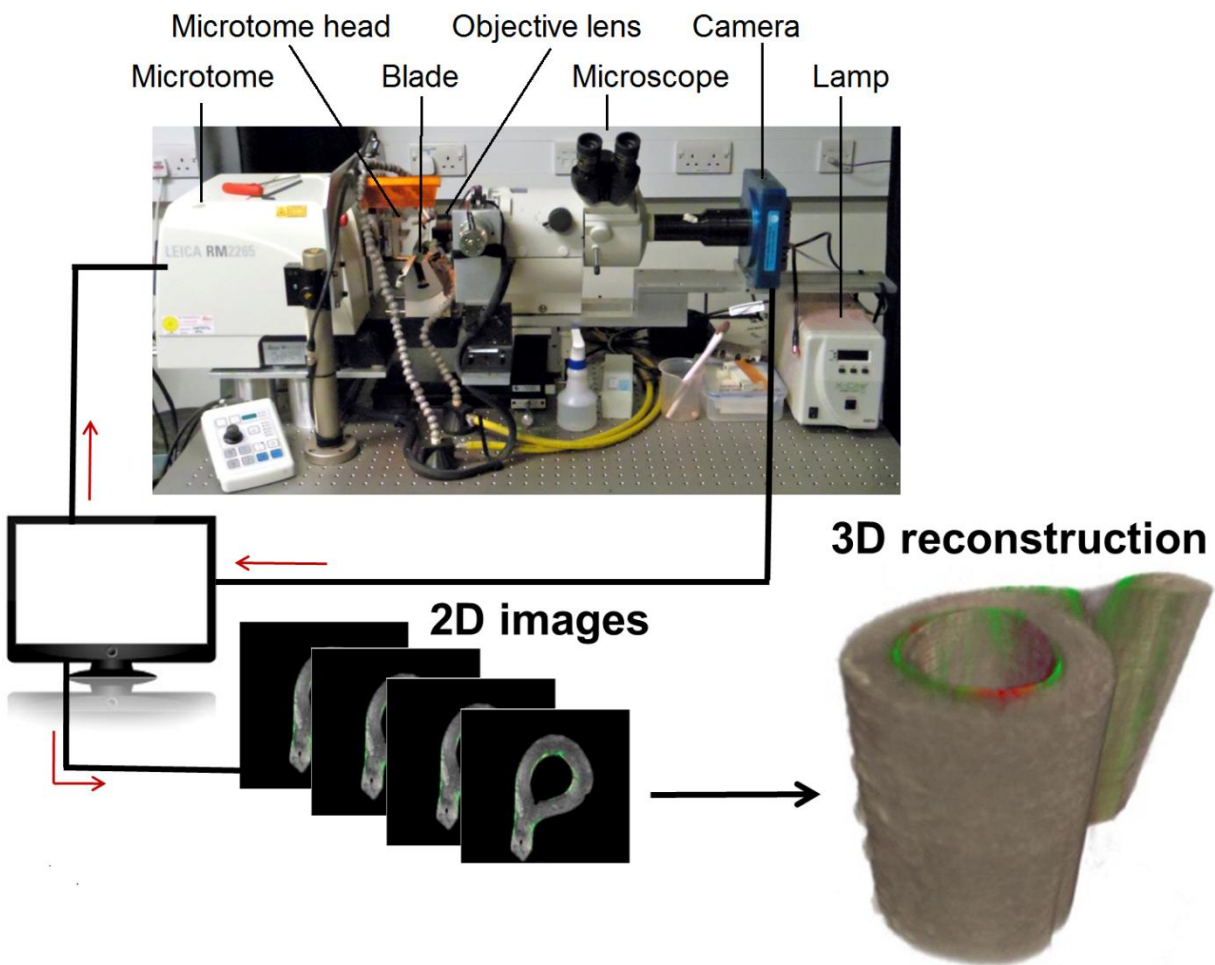 Microtome head
Objective lens
Camera
Microtome
Blade
Microscope
Lamp
LEICA RM2265
3D reconstruction
2D images